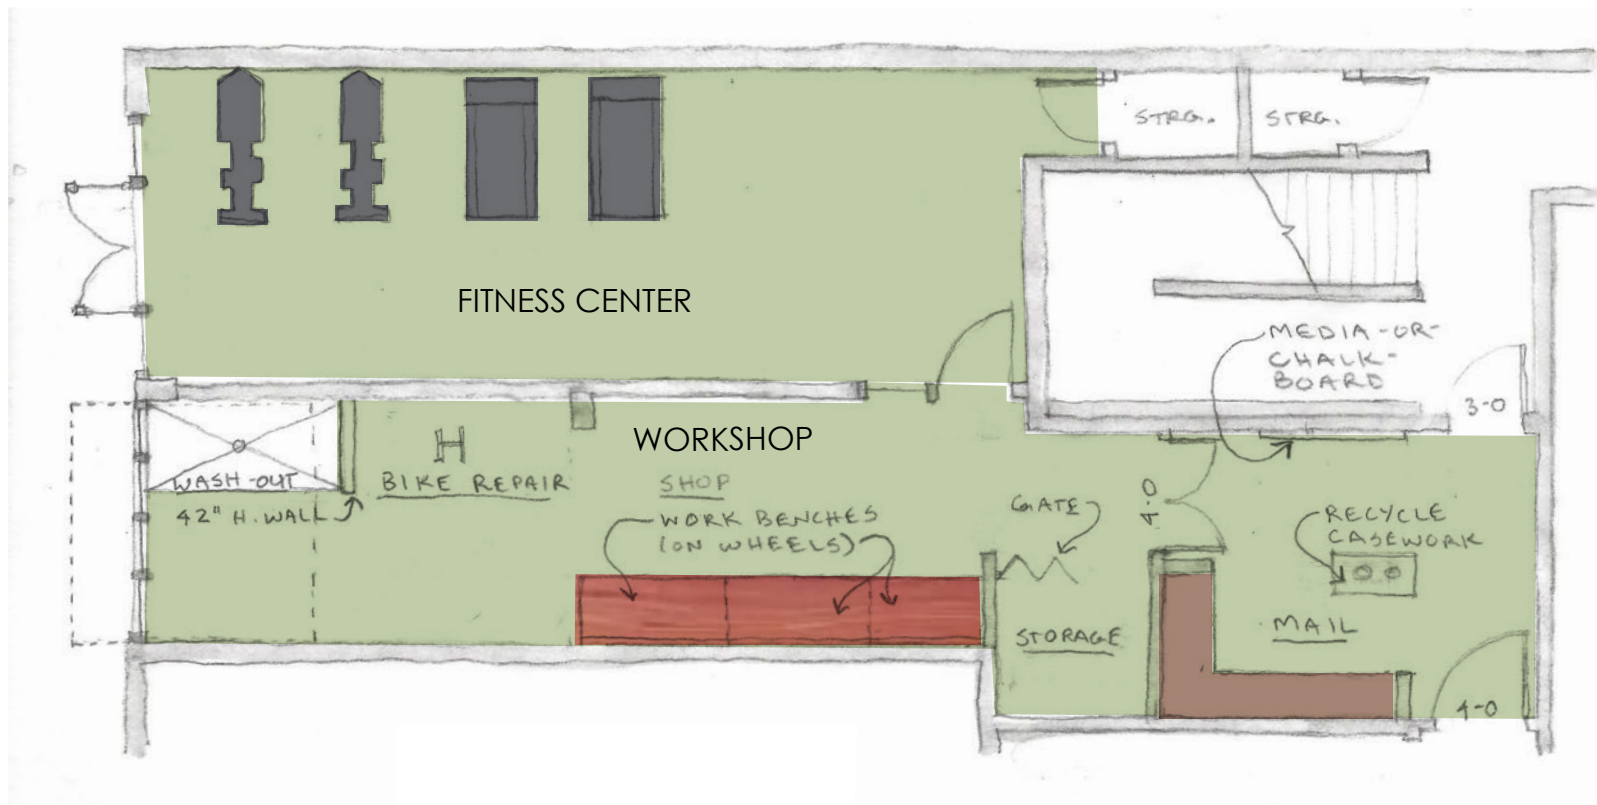 STRG.
STRG.
FITNESS CENTER
MEDIA-OR-
CHALK-
BOARD
3-0
WORKSHOP
WASH-OUT
42" H. WALL
BIKE REPAIR
SHOP
WORK BENCHES
(ON WHEELS)
GATE
4-0
RECYCLE
CASEWORK
STORAGE
MAIL
4-0